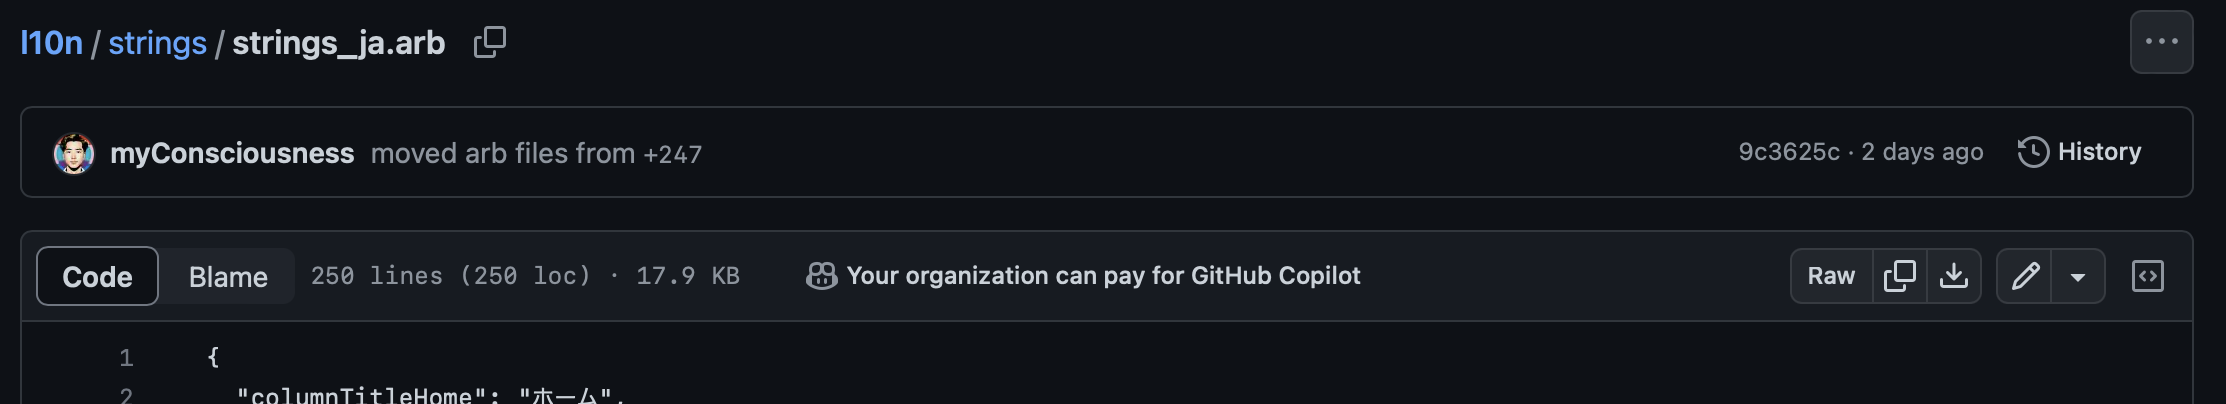 l10n / strings / strings_ja.arb
myConsciousness moved arb files from +247 9c3625c · 2 days ago History
Code Blame 250 lines (250 loc) · 17.9 KB Your organization can pay for GitHub Copilot Raw
1 {
2 "columnTitleHome": "ホーム",